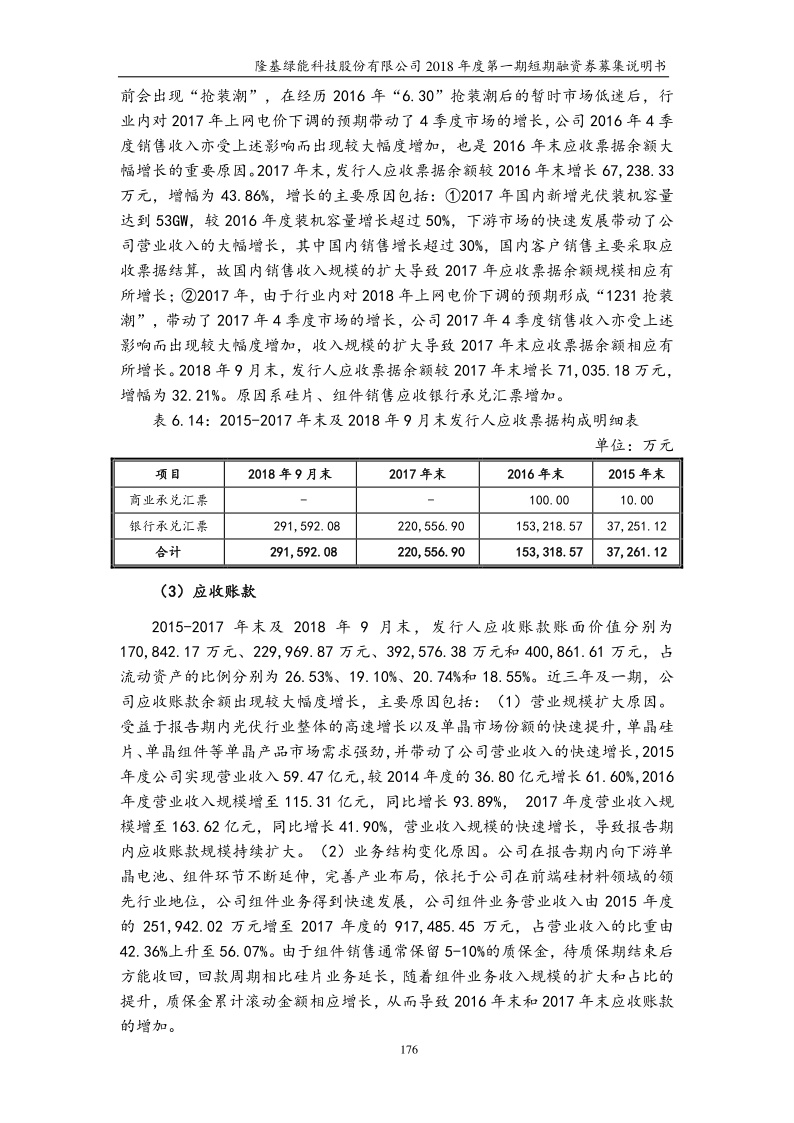 隆基绿能科技股份有限公司 2018 年度第一期短期融资券募集说明书
前会出现“抢装潮”，在经历 2016 年“6.30”抢装潮后的暂时市场低迷后，行
业内对 2017 年上网电价下调的预期带动了 4 季度市场的增长，公司 2016 年 4 季
度销售收入亦受上述影响而出现较大幅度增加，也是 2016 年末应收票据余额大
幅增长的重要原因。2017 年末，发行人应收票据余额较 2016 年末增长 67,238.33
万元，增幅为 43.86%，增长的主要原因包括：①2017 年国内新增光伏装机容量
达到 53GW，较 2016 年度装机容量增长超过 50%，下游市场的快速发展带动了公
司营业收入的大幅增长，其中国内销售增长超过 30%，国内客户销售主要采取应
收票据结算，故国内销售收入规模的扩大导致 2017 年应收票据余额规模相应有
所增长；②2017 年，由于行业内对 2018 年上网电价下调的预期形成“1231 抢装
潮”，带动了 2017 年 4 季度市场的增长，公司 2017 年 4 季度销售收入亦受上述
影响而出现较大幅度增加，收入规模的扩大导致 2017 年末应收票据余额相应有
所增长。2018 年 9 月末，发行人应收票据余额较 2017 年末增长 71,035.18 万元，
增幅为 32.21%。原因系硅片、组件销售应收银行承兑汇票增加。
表 6.14：2015-2017 年末及 2018 年 9 月末发行人应收票据构成明细表
单位：万元
项目 2018 年 9 月末 2017 年末 2016 年末 2015 年末
商业承兑汇票 - - 100.00 10.00
银行承兑汇票 291,592.08 220,556.90 153,218.57 37,251.12
合计 291,592.08 220,556.90 153,318.57 37,261.12
（3）应收账款
2015-2017 年末及 2018 年 9 月末，发行人应收账款账面价值分别为
170,842.17 万元、229,969.87 万元、392,576.38 万元和 400,861.61 万元，占
流动资产的比例分别为 26.53%、19.10%、20.74%和 18.55%。近三年及一期，公
司应收账款余额出现较大幅度增长，主要原因包括：（1）营业规模扩大原因。
受益于报告期内光伏行业整体的高速增长以及单晶市场份额的快速提升，单晶硅
片、单晶组件等单晶产品市场需求强劲，并带动了公司营业收入的快速增长，2015
年度公司实现营业收入 59.47 亿元，较 2014 年度的 36.80 亿元增长 61.60%，2016
年度营业收入规模增至 115.31 亿元，同比增长 93.89%， 2017 年度营业收入规
模增至 163.62 亿元，同比增长 41.90%，营业收入规模的快速增长，导致报告期
内应收账款规模持续扩大。（2）业务结构变化原因。公司在报告期内向下游单
晶电池、组件环节不断延伸，完善产业布局，依托于公司在前端硅材料领域的领
先行业地位，公司组件业务得到快速发展，公司组件业务营业收入由 2015 年度
的 251,942.02 万元增至 2017 年度的 917,485.45 万元，占营业收入的比重由
42.36%上升至 56.07%。由于组件销售通常保留 5-10%的质保金，待质保期结束后
方能收回，回款周期相比硅片业务延长，随着组件业务收入规模的扩大和占比的
提升，质保金累计滚动金额相应增长，从而导致 2016 年末和 2017 年末应收账款
的增加。
176